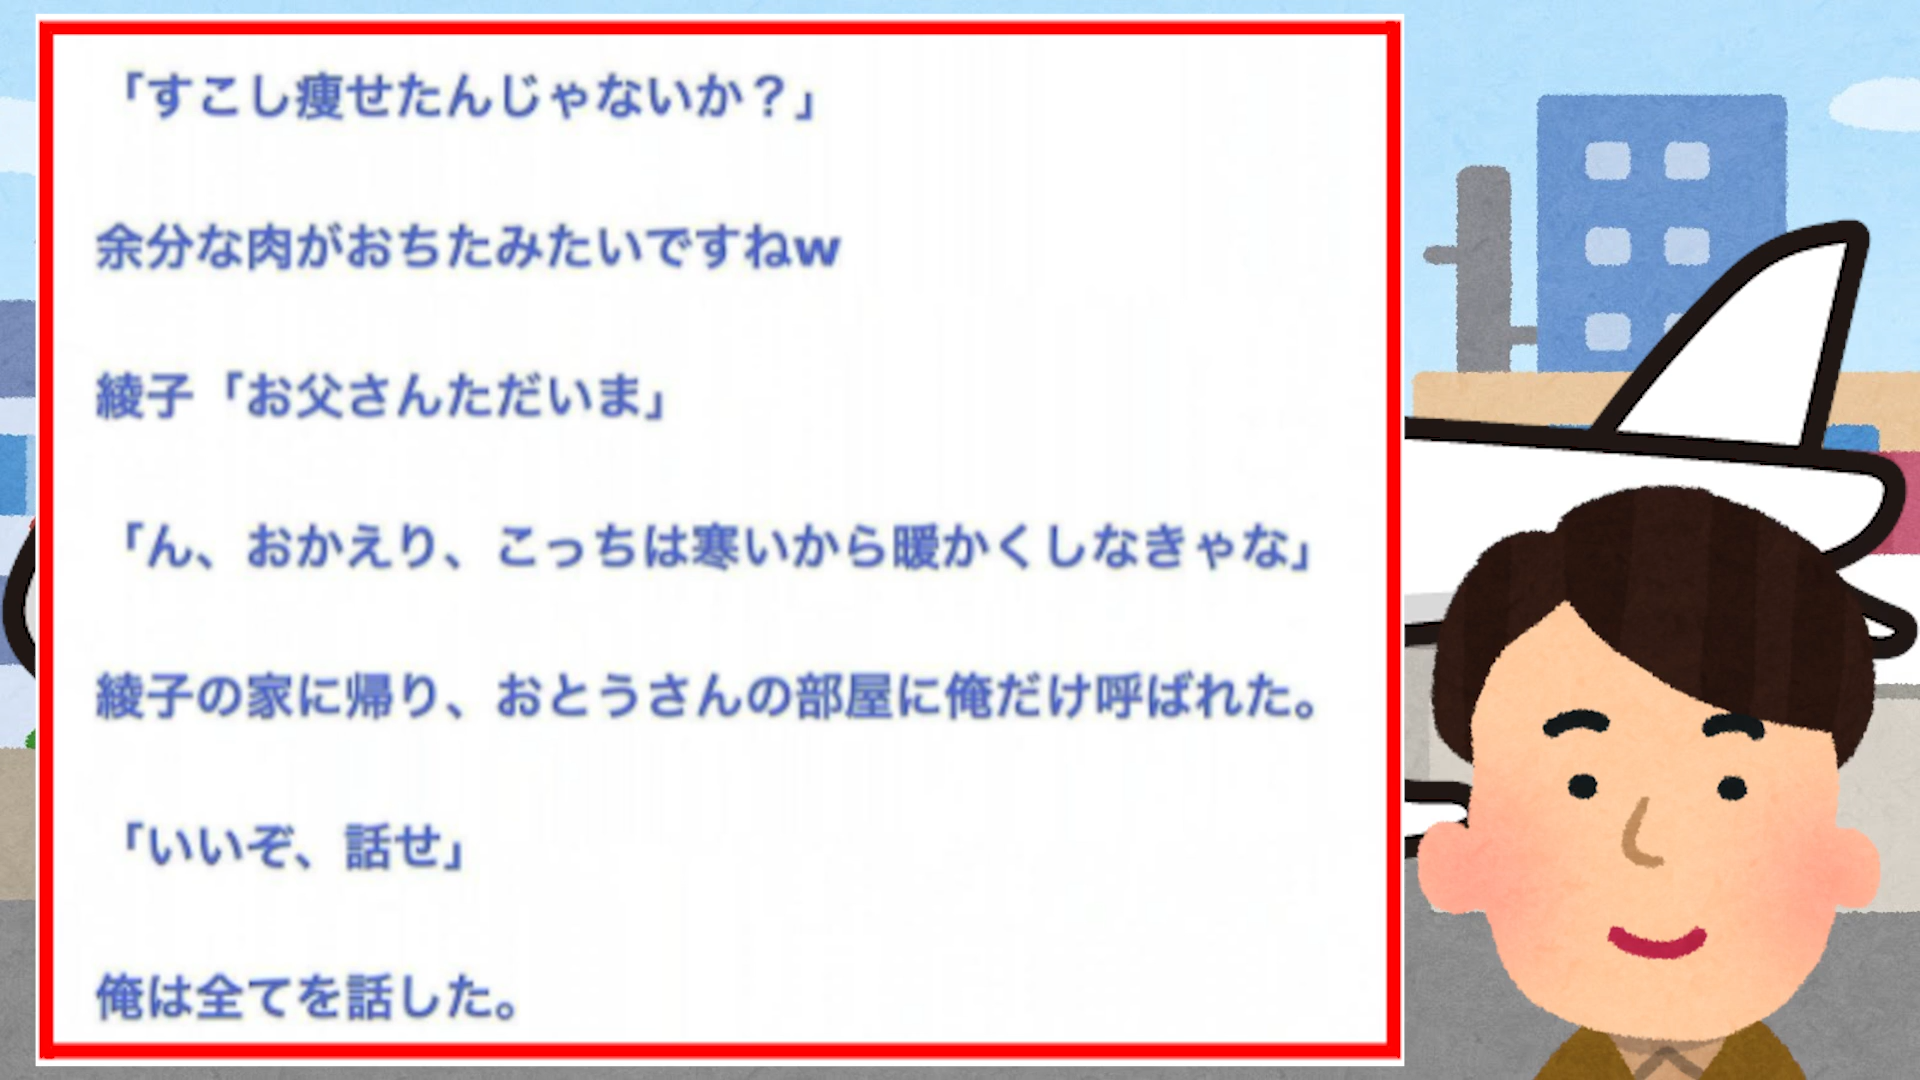 「すこし痩せたんじゃないか？」
余分な肉がおちたみたいですねw
綾子「お父さんただいま」
「ん、おかえり、こっちは寒いから暖かくしなきゃな」
綾子の家に帰り、おとうさんの部屋に俺だけ呼ばれた。
「いいぞ、話せ」
俺は全てを話した。